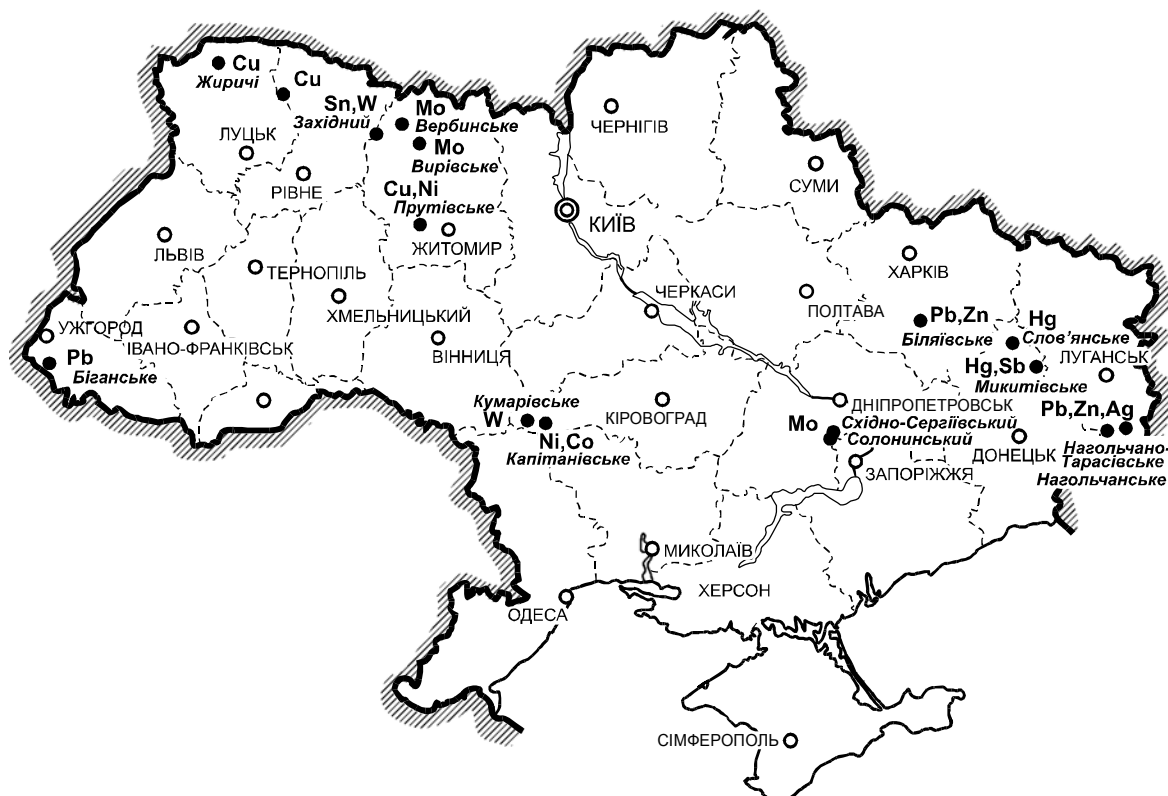 Cu
Жиричі
Cu
Sn,W
Західний
Mo
Вербинське
Mo
Вирівське
ЧЕРНІГІВ
ЛУЦЬК
РІВНЕ
СУМИ
Cu,Ni
Прутівське
ЖИТОМИР
КИЇВ
ЛЬВІВ
ТЕРНОПІЛЬ
ХАРКІВ
ХМЕЛЬНИЦЬКИЙ
ЧЕРКАСИ
ПОЛТАВА
УЖГОРОД
ІВАНО-ФРАНКІВСЬК
ВІННИЦЯ
Pb,Zn
Біляївське
Hg
Слов’янське
ЛУГАНСЬК
Pb
Біганське
Hg,Sb
Микитівське
Кумарівське
W
Ni,Co
Капітанівське
КІРОВОГРАД
ДНІПРОПЕТРОВСЬК
Mo
Східно-Сергіївський
Солонинський
ЗАПОРІЖЖЯ
ДОНЕЦЬК
Pb,Zn,Ag
Нагольчано-
Тарасівське
Нагольчанське
МИКОЛАЇВ
ХЕРСОН
ОДЕСА
СІМФЕРОПОЛЬ